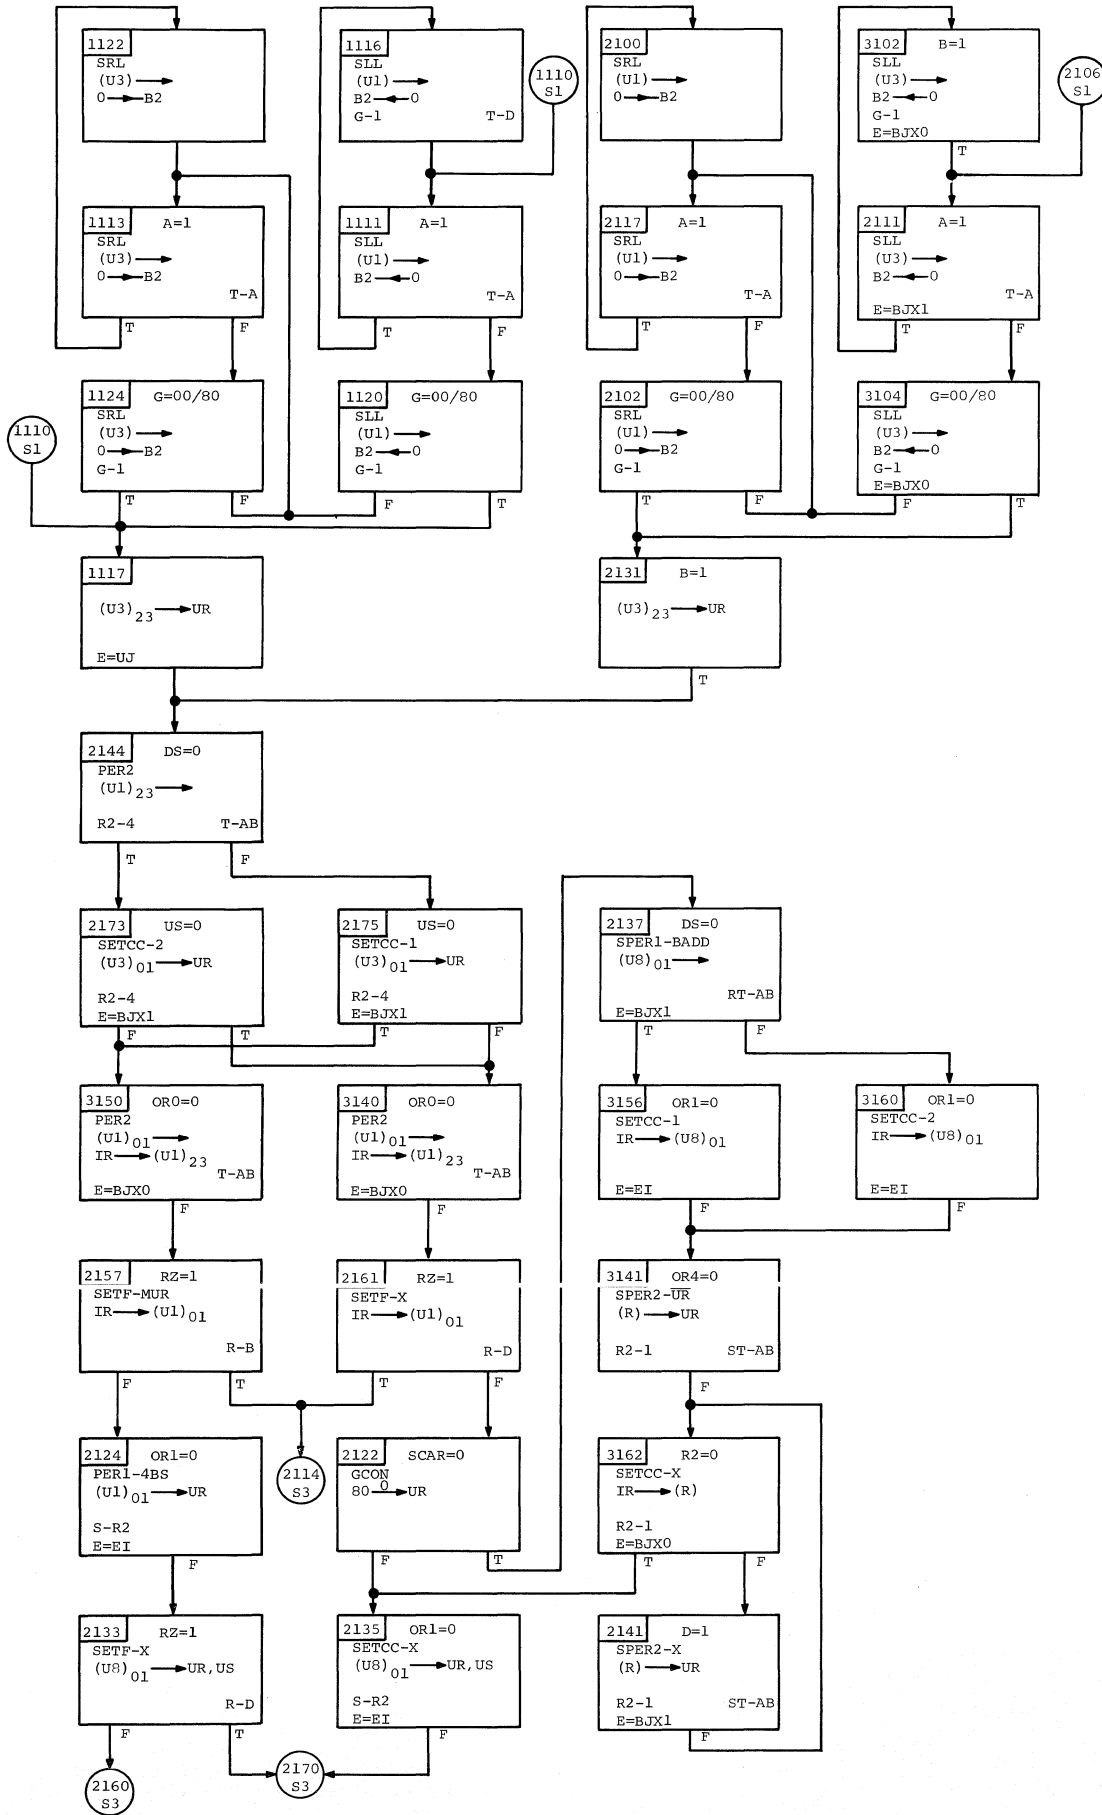 1122
SRL
(U3)
0 B2
1116
SLL
(U1)
B2 0
G-1 T-D
1110
S1
2100
SRL
(U1)
0 B2
3102 B=1
SLL
(U3)
B2 0
G-1
E=BJX0
T
2106
S1
1113 A=1
SRL
(U3)
0 B2
T-A
T F
1111 A=1
SLL
(U1)
B2 0
T-A
T F
2117 A=1
SRL
(U1)
0 B2
T-A
T F
2111 A=1
SLL
(U3)
B2 0
T-A
E=BJX1
T F
1110
S1
1124 G=00/80
SRL
(U3)
0 B2
G-1
T F
1120 G=00/80
SLL
(U1)
B2 0
G-1
F T
2102 G=00/80
SRL
(U1)
0 B2
G-1
T F
3104 G=00/80
SLL
(U3)
B2 0
G-1
E=BJX0
F T
1117
(U3)23 UR
E=UJ
2131 B=1
(U3)23 UR
T
2144 DS=0
PER2
(U1)23
R2-4 T-AB
T F
2173 US=0
SETCC-2
(U3)01 UR
R2-4
E=BJX1
F T
2175 US=0
SETCC-1
(U3)01 UR
R2-4
E=BJX1
T F
2137 DS=0
SPER1-BADD
(U8)01
RT-AB
E=BJX1
T F
3150 OR0=0
PER2
(U1)01
IR (U1)23
T-AB
E=BJX0
F
3140 OR0=0
PER2
(U1)01
IR (U1)23
T-AB
E=BJX0
F
3156 OR1=0
SETCC-1
IR (U8)01
E=EI
F
3160 OR1=0
SETCC-2
IR (U8)01
E=EI
F
2157 RZ=1
SETF-MUR
IR (U1)01
R-B
F T
2161 RZ=1
SETF-X
IR (U1)01
R-D
T F
3141 OR4=0
SPER2-UR
(R) UR
R2-1 ST-AB
F
2124 OR1=0
PER1-4BS
(U1)01 UR
S-R2
E=EI
F
2114
S3
2122 SCAR=0
GCON
80 0 UR
F T
3162 R2=0
SETCC-X
IR (R)
R2-1
E=BJX0
T F
2133 RZ=1
SETF-X
(U8)01 UR,US
R-D
F T
2135 OR1=0
SETCC-X
(U8)01 UR,US
S-R2
E=EI
F
2141 D=1
SPER2-X
(R) UR
R2-1 ST-AB
E=BJX1
F
2160
S3
2170
S3